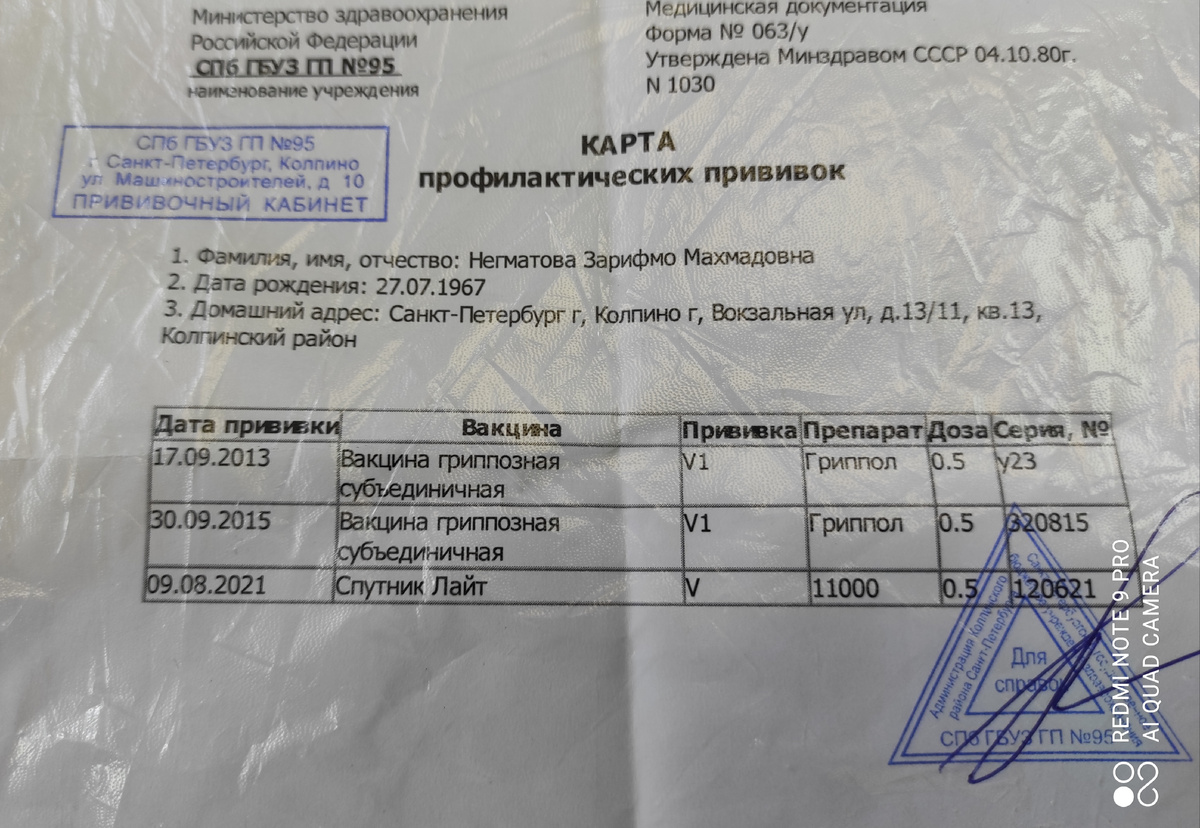 Министерство здравоохранения
Российской Федерации
СПб ГБУЗ ГП №95
наименование учреждения
Медицинская документация
Форма № 063/у
Утверждена Минздравом СССР 04.10.80г.
N 1030
СПб ГБУЗ ГП №95
г Санкт-Петербург, Колпино
ул Машиностроителей, д 10
ПРИВИВОЧНЫЙ КАБИНЕТ
КАРТА
профилактических прививок
1. Фамилия, имя, отчество: Негматова Зарифмо Махмадовна
2. Дата рождения: 27.07.1967
3. Домашний адрес: Санкт-Петербург г, Колпино г, Вокзальная ул, д.13/11, кв.13,
Колпинский район
Дата прививки Вакцина Прививка Препарат Доза Серия, №
17.09.2013 Вакцина гриппозная V1 Гриппол 0.5 у23
субъединичная
30.09.2015 Вакцина гриппозная V1 Гриппол 0.5 320815
субъединичная
09.08.2021 Спутник Лайт V 11000 0.5 120621
Администрация Колпинского
района Санкт-Петербурга
Для
справок
СПб ГБУЗ ГП №95
REDMI NOTE 9 PRO
AI QUAD CAMERA